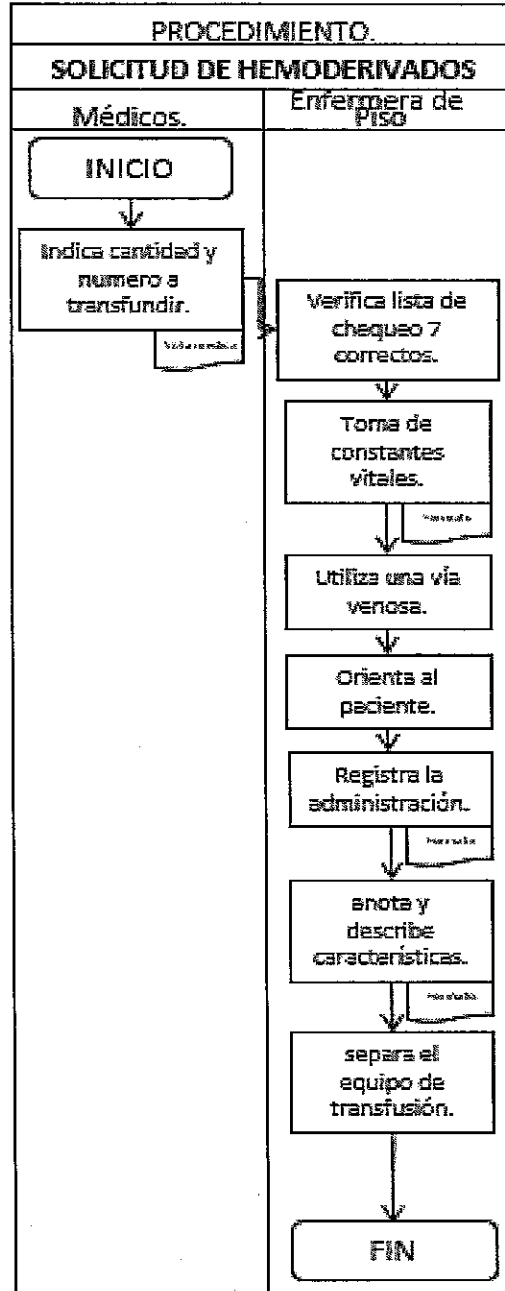 PROCEDIMIENTO.
SOLICITUD DE HEMODERIVADOS
Médicos.
Enfermera de
Piso
INICIO
Indica cantidad y
numero a
transfundir.
Verifica lista de
chequeo 7
correctos.
Toma de
constantes
vitales.
Utiliza una vía
venosa.
Orienta al
paciente.
Registra la
administración.
anota y
describe
características.
separa el
equipo de
transfusión.
FIN